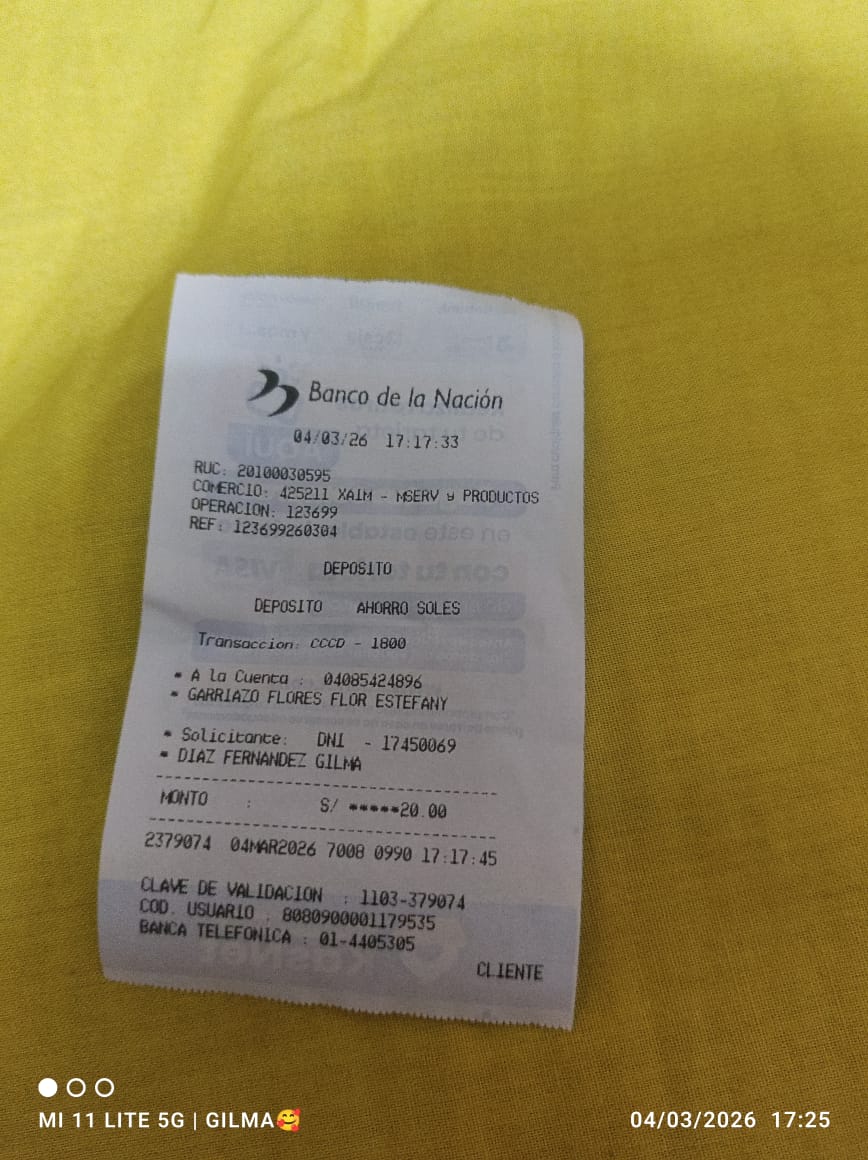 Banco de la Nación
04/03/26 17:17:33
RUC: 20100030595
COMERCIO: 425211 XAIM - MSERV y PRODUCTOS
OPERACION: 123699
REF: 123699260304
DEPOSITO
DEPOSITO AHORRO SOLES
Transaccion: CCCD - 1800
* A la Cuenta : 04085424896
* GARRIAZO FLORES FLOR ESTEFANY
* Solicitante: DNI - 17450069
* DIAZ FERNANDEZ GILMA
MONTO : S/ *****20.00
2379074 04MAR2026 7008 0990 17:17:45
CLAVE DE VALIDACION : 1103-379074
COD. USUARIO : 8080900001179535
BANCA TELEFONICA : 01-4405305
CLIENTE
MI 11 LITE 5G | GILMA🥰
04/03/2026 17:25